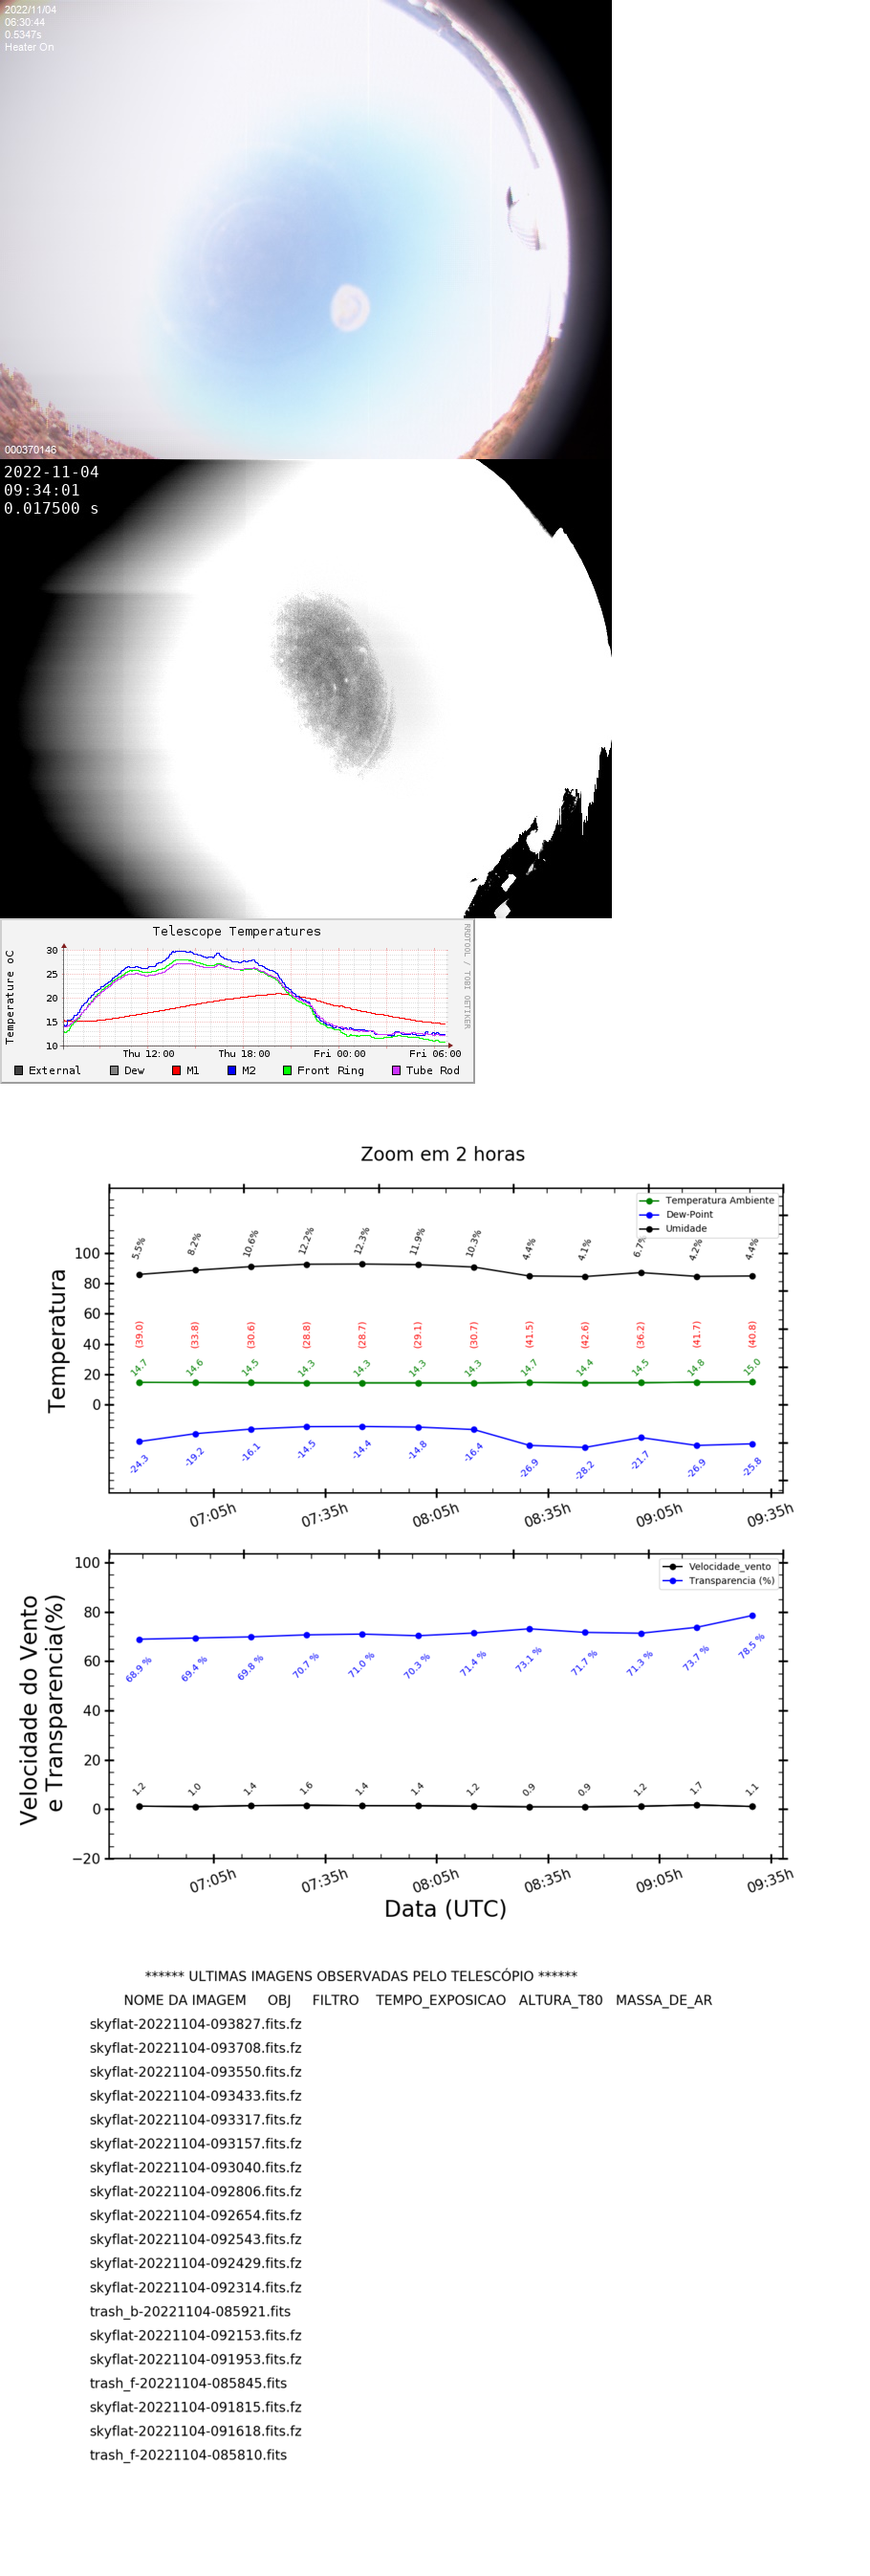 2022/11/04
06:30:44
0.5347s
Heater On
000370146
2022-11-04
09:34:01
0.017500 s
Telescope Temperatures
Temperature oC
30
25
20
15
10
Thu 12:00 Thu 18:00 Fri 00:00 Fri 06:00
External Dew M1 M2 Front Ring Tube Rod
RRDTOOL / TOBI OETIKER
Zoom em 2 horas
Temperatura
Temperatura Ambiente
Dew-Point
Umidade
100
80
60
40
20
0
5.5% 8.2% 10.6% 12.2% 12.3% 11.9% 10.3% 4.4% 4.1% 6.7% 4.2% 4.4%
(39.0) (33.8) (30.6) (28.8) (28.7) (29.1) (30.7) (41.5) (42.6) (36.2) (41.7) (40.8)
14.7 14.6 14.5 14.3 14.3 14.3 14.3 14.7 14.4 14.5 14.8 15.0
-24.3 -19.2 -16.1 -14.5 -14.4 -14.8 -16.4 -26.9 -28.2 -21.7 -26.9 -25.8
07:05h 07:35h 08:05h 08:35h 09:05h 09:35h
Velocidade do Vento
e Transparencia(%)
Velocidade_vento
Transparencia (%)
100
80
60
40
20
0
−20
68.9 % 69.4 % 69.8 % 70.7 % 71.0 % 70.3 % 71.4 % 73.1 % 71.7 % 71.3 % 73.7 % 78.5 %
1.2 1.0 1.4 1.6 1.4 1.4 1.2 0.9 0.9 1.2 1.7 1.1
07:05h 07:35h 08:05h 08:35h 09:05h 09:35h
Data (UTC)
****** ULTIMAS IMAGENS OBSERVADAS PELO TELESCÓPIO ******
NOME DA IMAGEM OBJ FILTRO TEMPO_EXPOSICAO ALTURA_T80 MASSA_DE_AR
skyflat-20221104-093827.fits.fz
skyflat-20221104-093708.fits.fz
skyflat-20221104-093550.fits.fz
skyflat-20221104-093433.fits.fz
skyflat-20221104-093317.fits.fz
skyflat-20221104-093157.fits.fz
skyflat-20221104-093040.fits.fz
skyflat-20221104-092806.fits.fz
skyflat-20221104-092654.fits.fz
skyflat-20221104-092543.fits.fz
skyflat-20221104-092429.fits.fz
skyflat-20221104-092314.fits.fz
trash_b-20221104-085921.fits
skyflat-20221104-092153.fits.fz
skyflat-20221104-091953.fits.fz
trash_f-20221104-085845.fits
skyflat-20221104-091815.fits.fz
skyflat-20221104-091618.fits.fz
trash_f-20221104-085810.fits